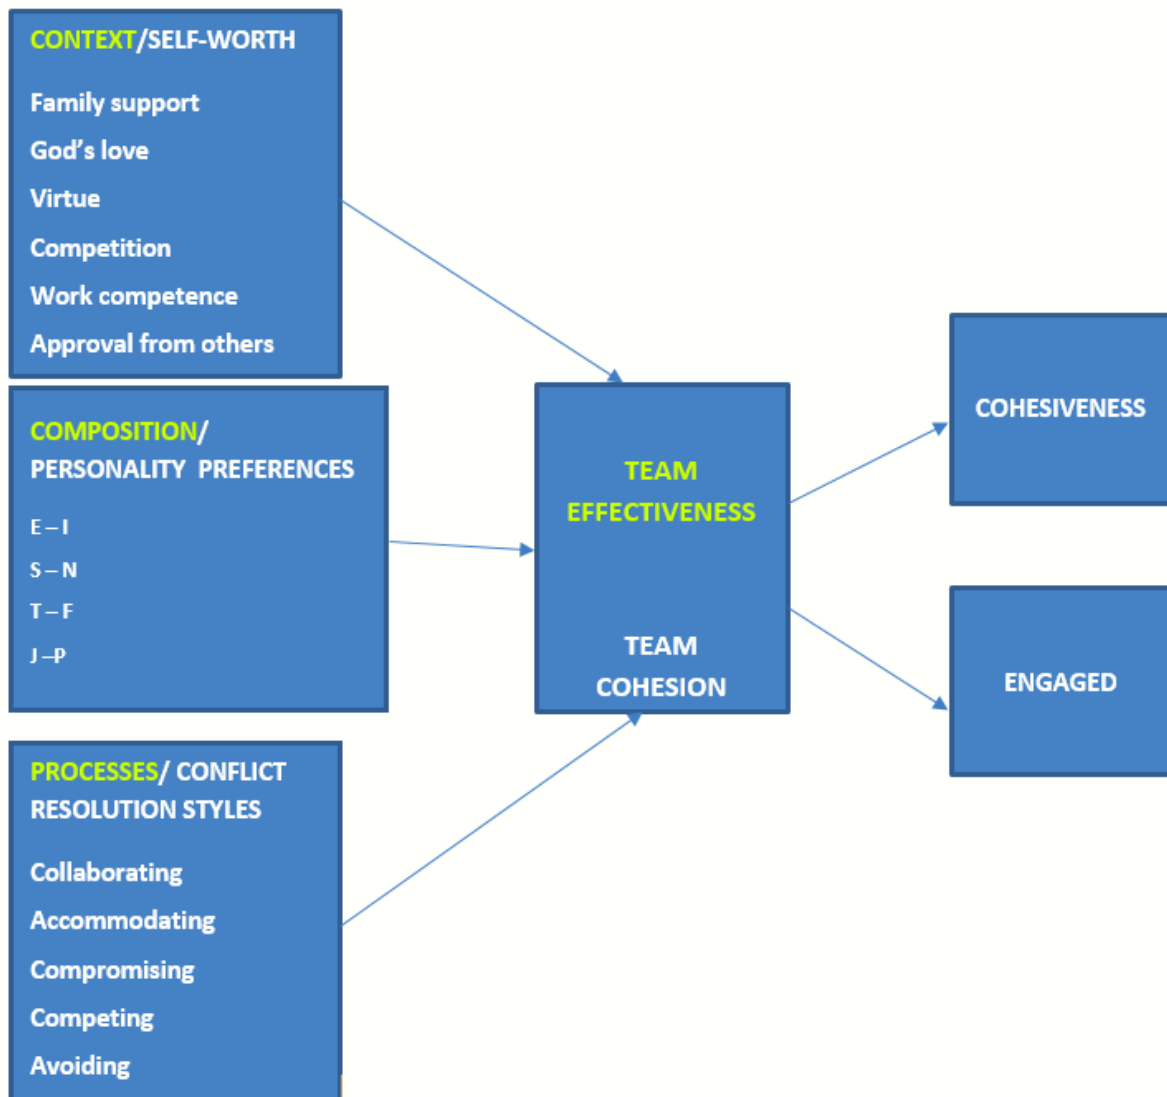 CONTEXT/SELF-WORTH
Family support
God’s love
Virtue
Competition
Work competence
Approval from others
COMPOSITION/
PERSONALITY PREFERENCES
E – I
S – N
T – F
J –P
PROCESSES/ CONFLICT
RESOLUTION STYLES
Collaborating
Accommodating
Compromising
Competing
Avoiding
TEAM
EFFECTIVENESS
TEAM
COHESION
COHESIVENESS
ENGAGED